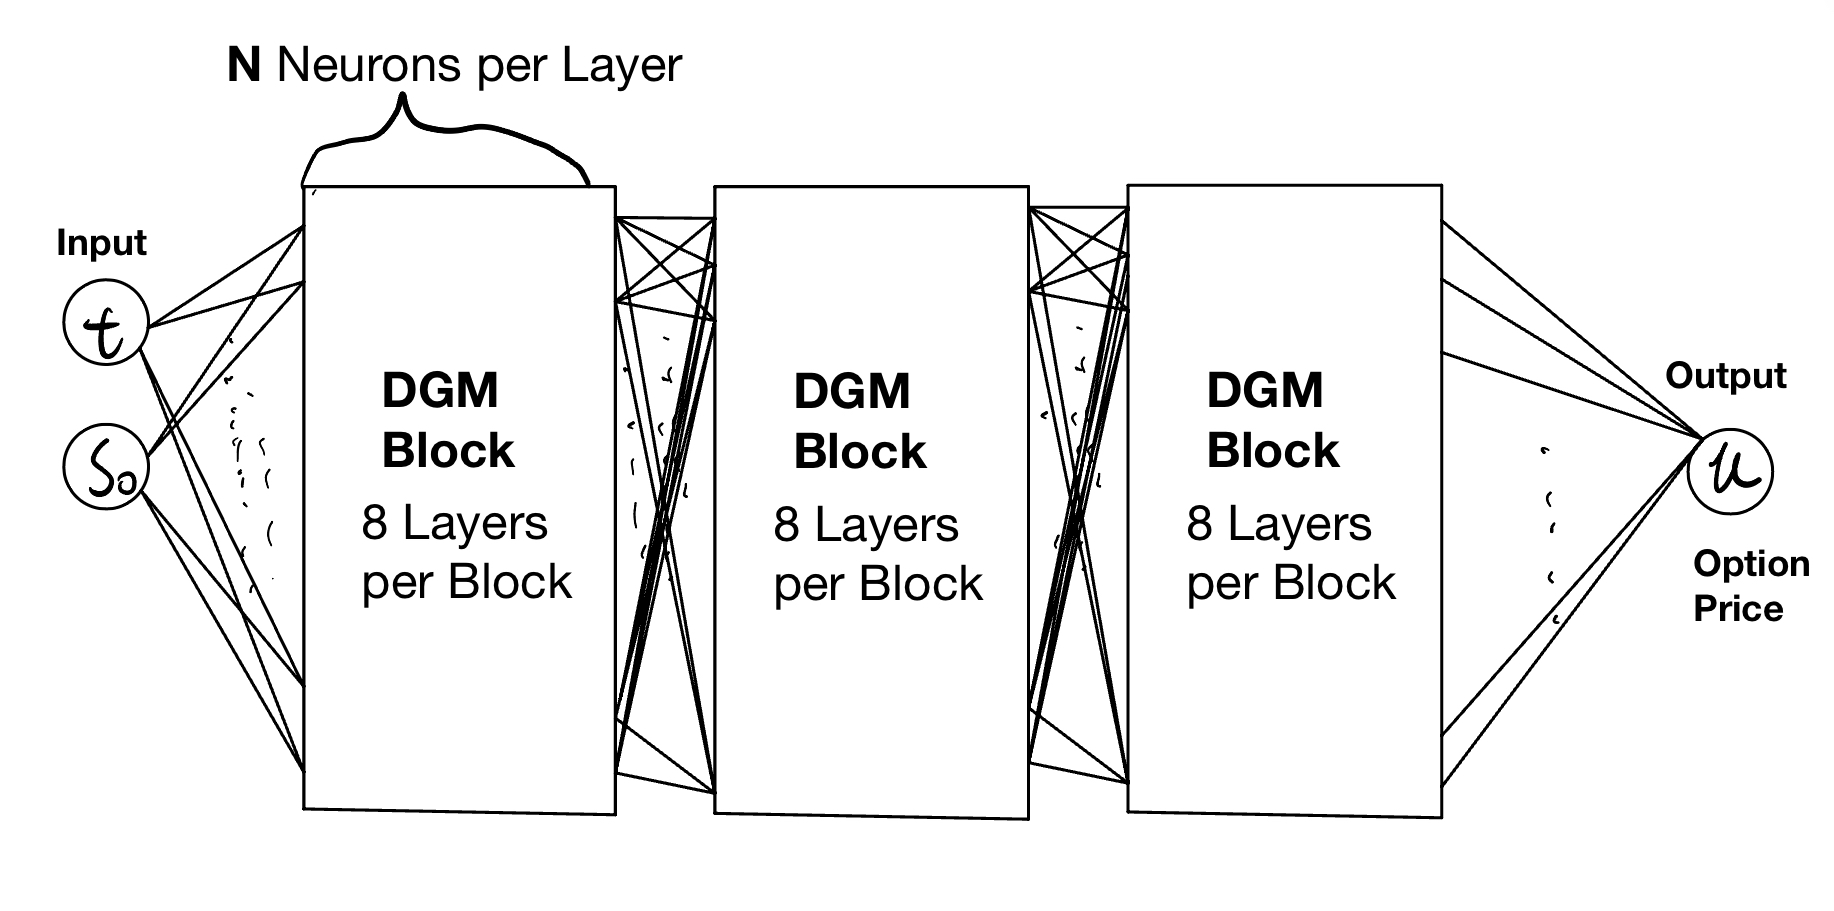 N Neurons per Layer
Input
t
S₀
DGM
Block
8 Layers
per Block
DGM
Block
8 Layers
per Block
DGM
Block
8 Layers
per Block
Output
u
Option
Price